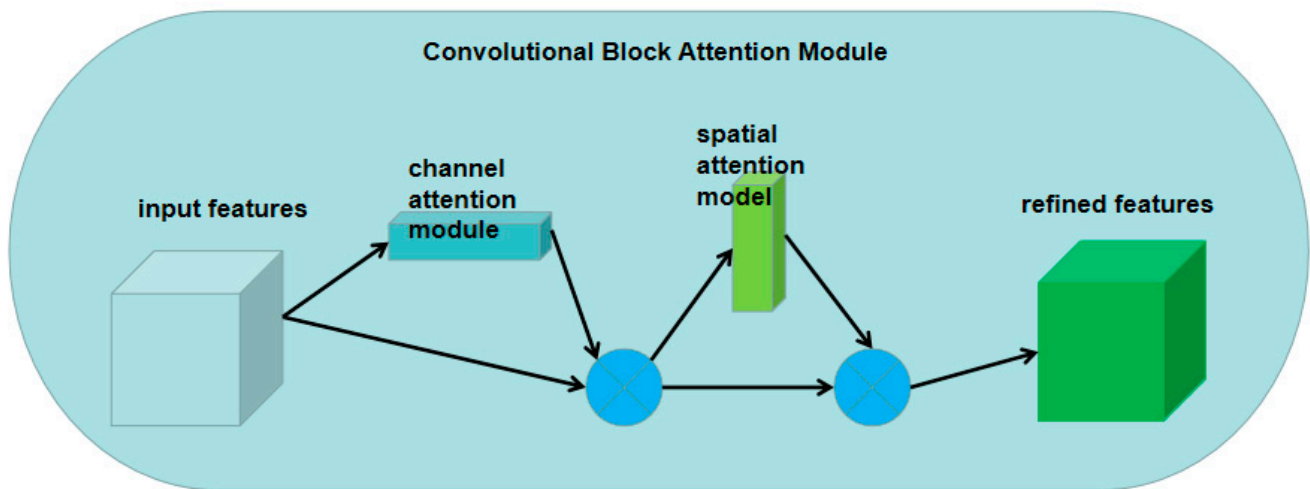 Convolutional Block Attention Module
input features
channel
attention
module
spatial
attention
model
refined features